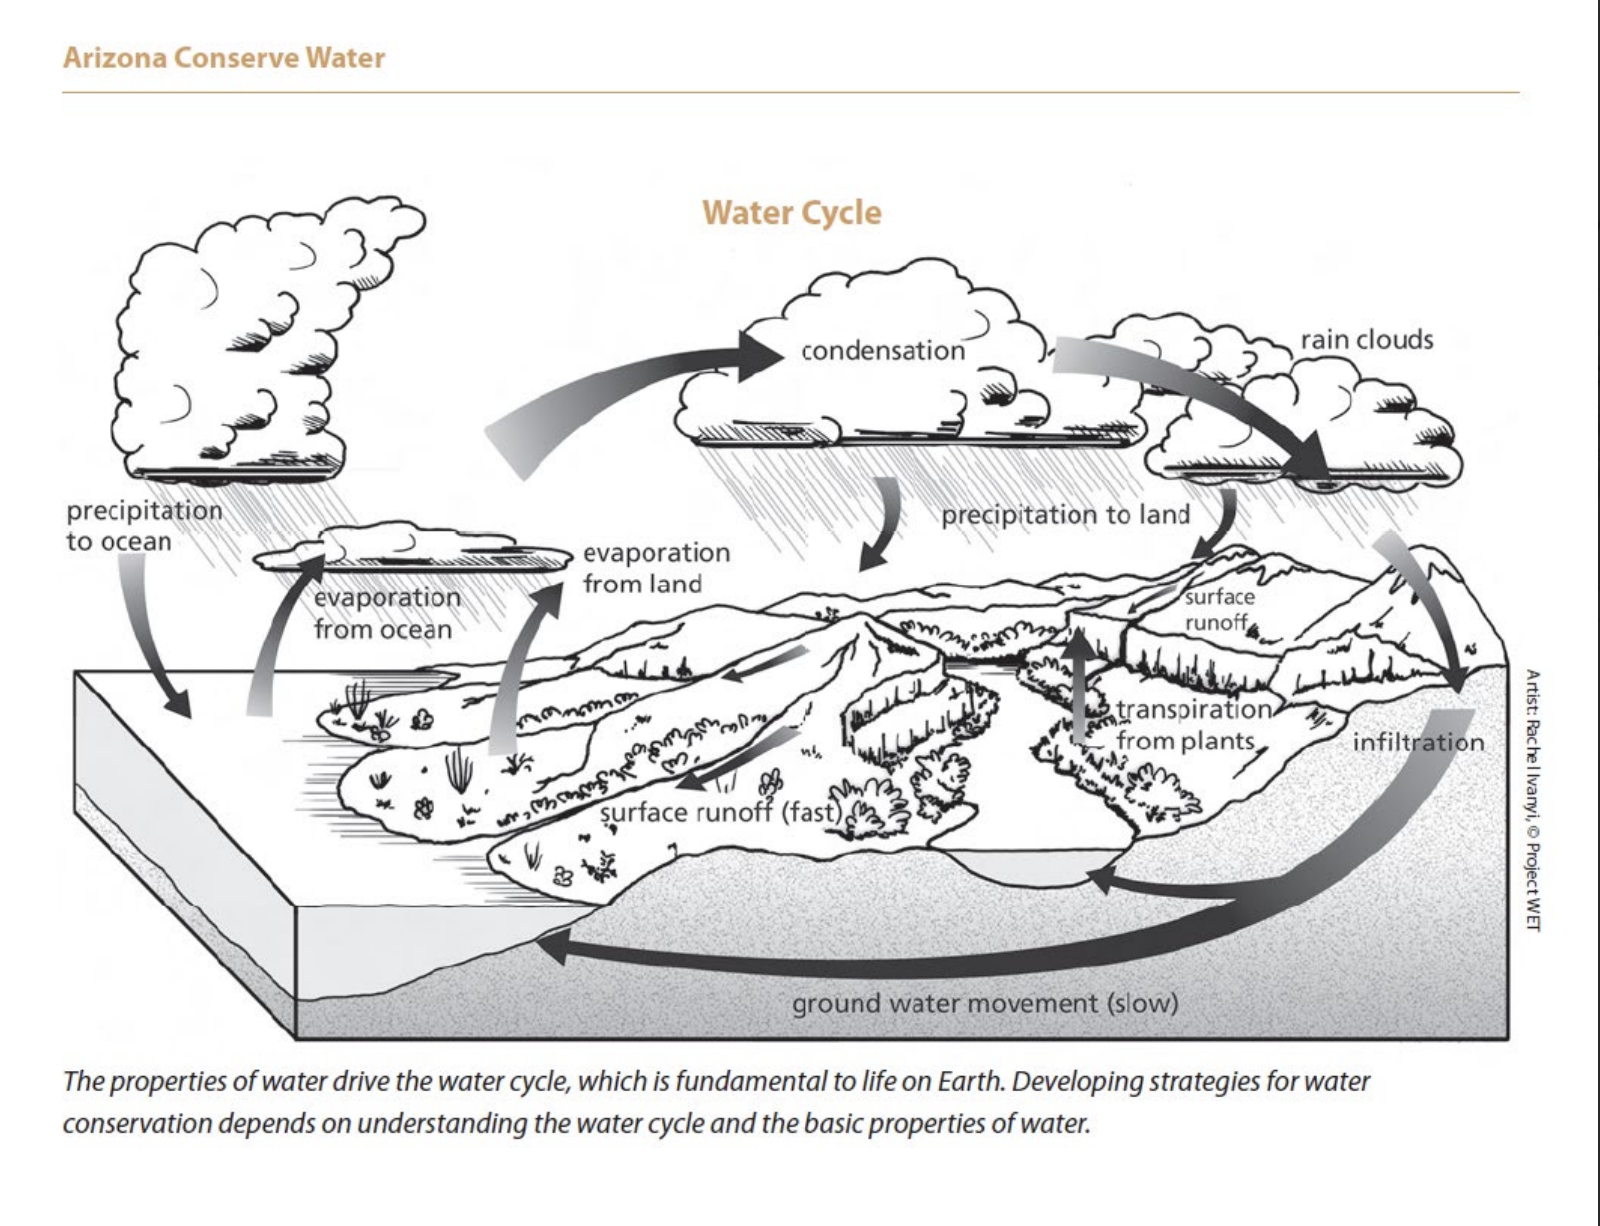 Arizona Conserve Water
Water Cycle
condensation
rain clouds
precipitation
to ocean
precipitation to land
evaporation
from land
evaporation
from ocean
surface
runoff
transpiration
from plants
infiltration
surface runoff (fast)
ground water movement (slow)
Artist: Rachel Ivanyi, © Project WET
The properties of water drive the water cycle, which is fundamental to life on Earth. Developing strategies for water
conservation depends on understanding the water cycle and the basic properties of water.